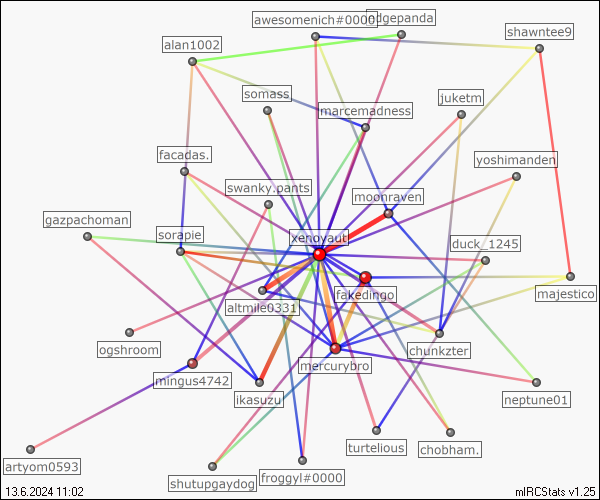 awesomenich#0000
dgepanda
shawntee9
alan1002
somass
juketm
marcemadness
facadas.
yoshimanden
swanky.pants
moonraven
gazpachoman
sorapie
xenoyaut
duck_1245
altmile0331
fakedingo
majestico
ogshroom
chunkzter
mercurybro
mingus4742
ikasuzu
neptune01
turtelious
chobham.
artyom0593
shutupgaydog
froggyl#0000
13.6.2024 11:02
mIRCStats v1.25